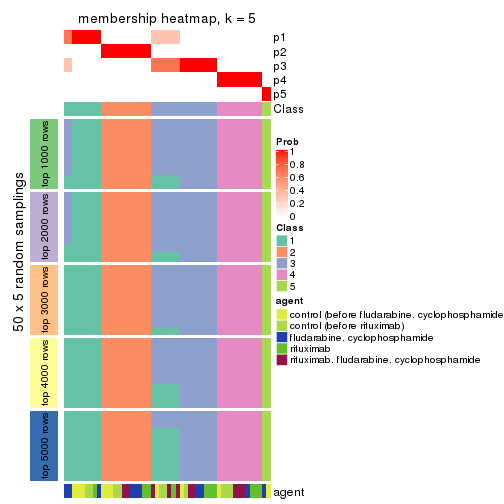 membership heatmap, k = 5
p1
p2
p3
p4
p5
Class
50 x 5 random samplings
top 1000 rows
top 2000 rows
top 3000 rows
top 4000 rows
top 5000 rows
Prob
1
0.8
0.6
0.4
0.2
0
Class
1
2
3
4
5
agent
control (before fludarabine. cyclophosphamide
control (before rituximab)
fludarabine. cyclophosphamide
rituximab
rituximab. fludarabine. cyclophosphamide
agent